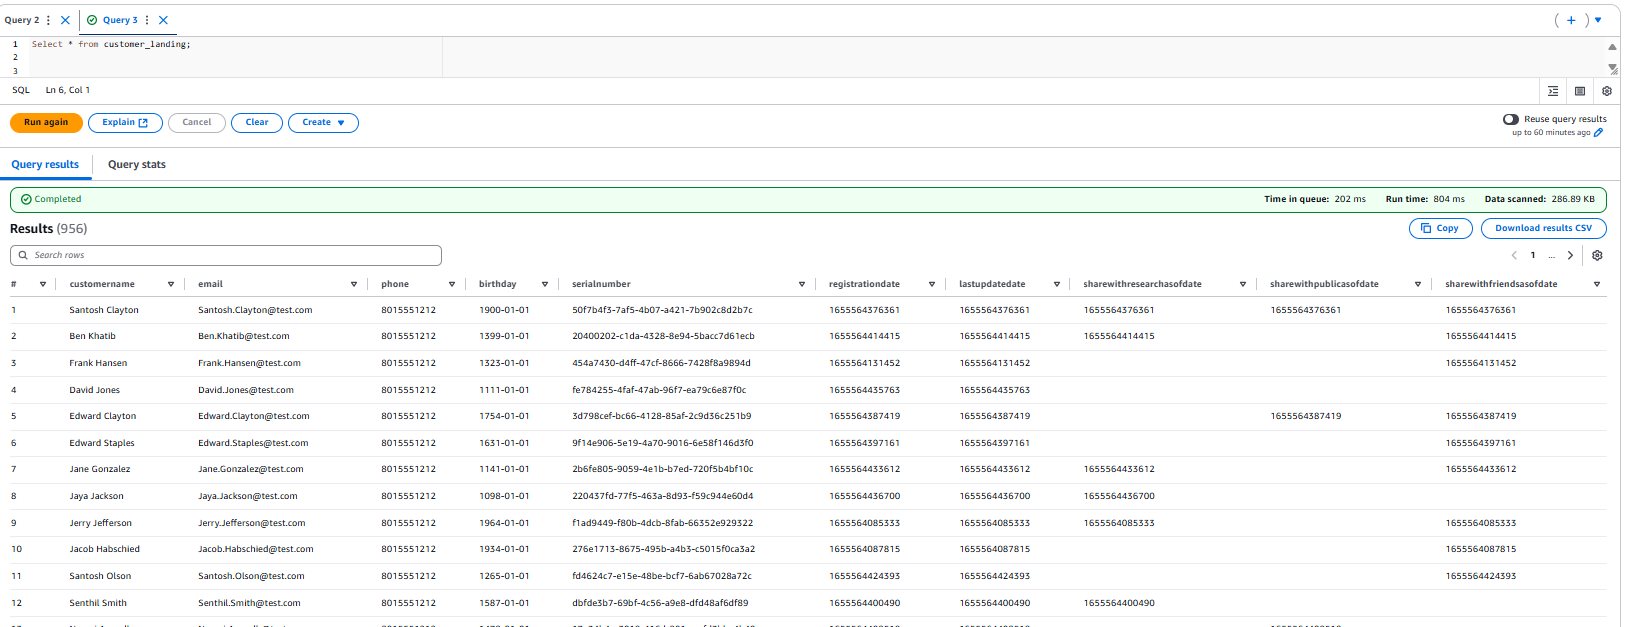 Query 2
Query 3
1 Select * from customer_landing;
2
3
SQL Ln 6, Col 1
Run again Explain Cancel Clear Create
Reuse query results
up to 60 minutes ago
Query results Query stats
Completed Time in queue: 202 ms Run time: 804 ms Data scanned: 286.89 KB
Results (956) Copy Download results CSV
Search rows 1 ...
# customername email phone birthday serialnumber registrationdate lastupdatedate sharewithresearchasofdate sharewithpublicasofdate sharewithfriendsasofdate
1 Santosh Clayton Santosh.Clayton@test.com 8015551212 1900-01-01 50f7b4f3-7af5-4b07-a421-7b902c8d2b7c 1655564376361 1655564376361 1655564376361 1655564376361 1655564376361
2 Ben Khatib Ben.Khatib@test.com 8015551212 1399-01-01 20400202-c1da-4328-8e94-5bacc7d61ecb 1655564414415 1655564414415 1655564414415 1655564414415
3 Frank Hansen Frank.Hansen@test.com 8015551212 1323-01-01 454a7430-d4ff-47cf-8666-7428f8a9894d 1655564131452 1655564131452 1655564131452
4 David Jones David.Jones@test.com 8015551212 1111-01-01 fe784255-4faf-47ab-96f7-ea79c6e87f0c 1655564435763 1655564435763
5 Edward Clayton Edward.Clayton@test.com 8015551212 1754-01-01 3d798cef-bc66-4128-85af-2c9d36c251b9 1655564387419 1655564387419 1655564387419 1655564387419
6 Edward Staples Edward.Staples@test.com 8015551212 1631-01-01 9f14e906-5e19-4a70-9016-6e58f146d3f0 1655564397161 1655564397161 1655564397161
7 Jane Gonzalez Jane.Gonzalez@test.com 8015551212 1141-01-01 2b6fe805-9059-4e1b-b7ed-720f5b4bf10c 1655564433612 1655564433612 1655564433612 1655564433612
8 Jaya Jackson Jaya.Jackson@test.com 8015551212 1098-01-01 220437fd-77f5-463a-8d93-f59c944e60d4 1655564436700 1655564436700 1655564436700
9 Jerry Jefferson Jerry.Jefferson@test.com 8015551212 1964-01-01 f1ad9449-f80b-4dcb-8fab-66352e929322 1655564085333 1655564085333 1655564085333 1655564085333
10 Jacob Habschied Jacob.Habschied@test.com 8015551212 1934-01-01 276e1713-8675-495b-a4b3-c5015f0ca3a2 1655564087815 1655564087815 1655564087815
11 Santosh Olson Santosh.Olson@test.com 8015551212 1265-01-01 fd4624c7-e15e-48be-bcf7-6ab67028a72c 1655564424393 1655564424393 1655564424393
12 Senthil Smith Senthil.Smith@test.com 8015551212 1587-01-01 dbfde3b7-69bf-4c56-a9e8-dfd48af6df89 1655564400490 1655564400490 1655564400490